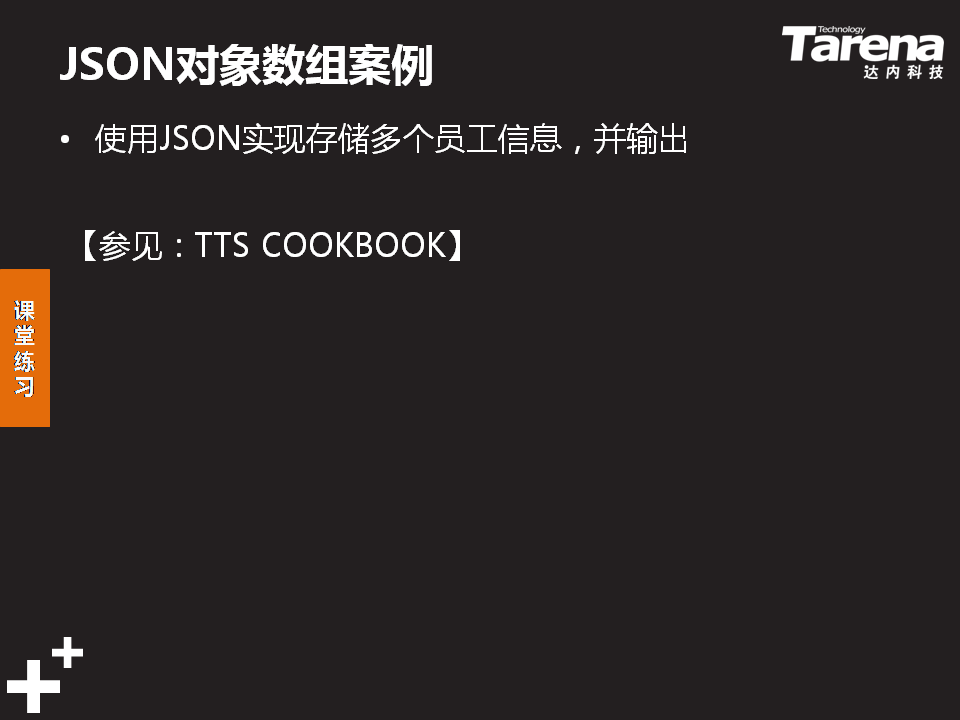 JSON对象数组案例
Technology
Tarena
达内科技
• 使用JSON实现存储多个员工信息，并输出
【参见：TTS COOKBOOK】
课
堂
练
习